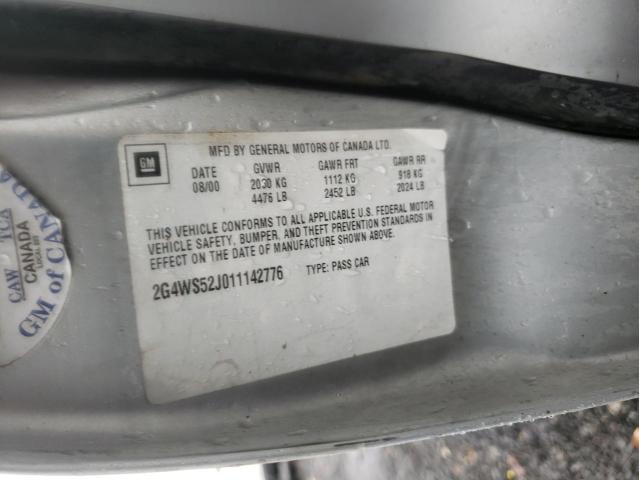 GM
MFD BY GENERAL MOTORS OF CANADA LTD.
DATE GVWR GAWR FRT GAWR RR
08/00 2030 KG 1112 KG 918 KG
4476 LB 2452 LB 2024 LB
THIS VEHICLE CONFORMS TO ALL APPLICABLE U.S. FEDERAL MOTOR
VEHICLE SAFETY, BUMPER, AND THEFT PREVENTION STANDARDS IN
EFFECT ON THE DATE OF MANUFACTURE SHOWN ABOVE.
2G4WS52J011142776 TYPE: PASS CAR
CAW TCA
CANADA
GM of CANADA